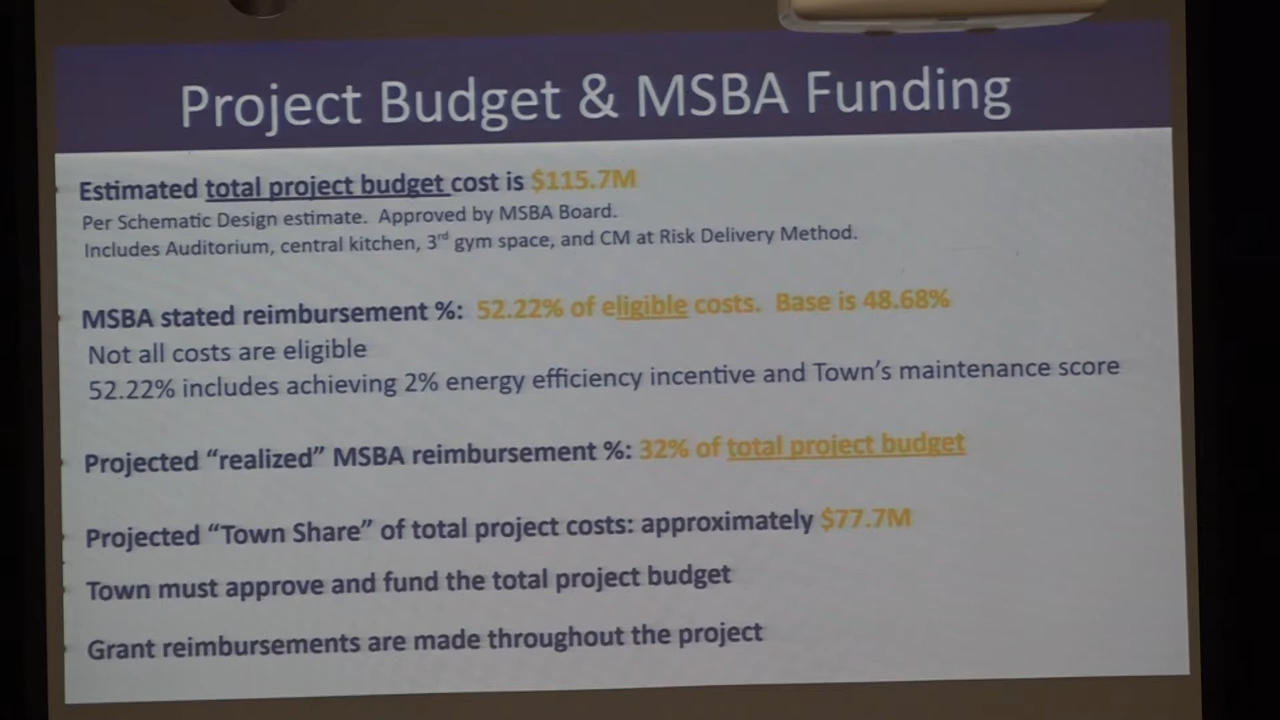 Project Budget & MSBA Funding
Estimated total project budget cost is $115.7M
Per Schematic Design estimate. Approved by MSBA Board.
Includes Auditorium, central kitchen, 3rd gym space, and CM at Risk Delivery Method.
MSBA stated reimbursement %: 52.22% of eligible costs. Base is 48.68%
Not all costs are eligible
52.22% includes achieving 2% energy efficiency incentive and Town's maintenance score
Projected “realized” MSBA reimbursement %: 32% of total project budget
Projected “Town Share” of total project costs: approximately $77.7M
Town must approve and fund the total project budget
Grant reimbursements are made throughout the project